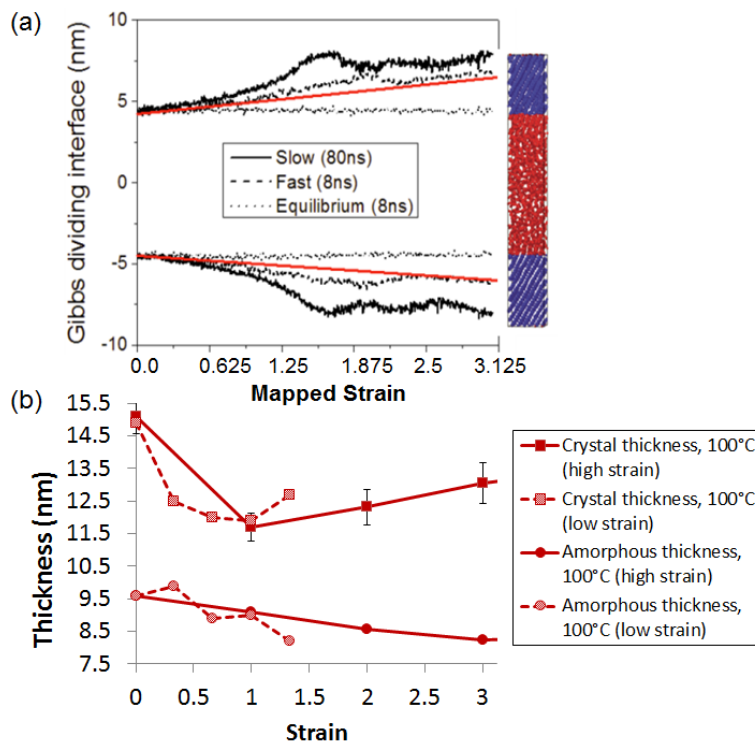 (a)
10
5
0
-5
-10
Gibbs dividing interface (nm)
Slow (80ns)
Fast (8ns)
Equilibrium (8ns)
0.0 0.625 1.25 1.875 2.5 3.125
Mapped Strain
(b)
15.5
14.5
13.5
12.5
11.5
10.5
9.5
8.5
7.5
Thickness (nm)
0 0.5 1 1.5 2 2.5 3
Strain
Crystal thickness, 100°C
(high strain)
Crystal thickness, 100°C
(low strain)
Amorphous thickness,
100°C (high strain)
Amorphous thickness,
100°C (low strain)